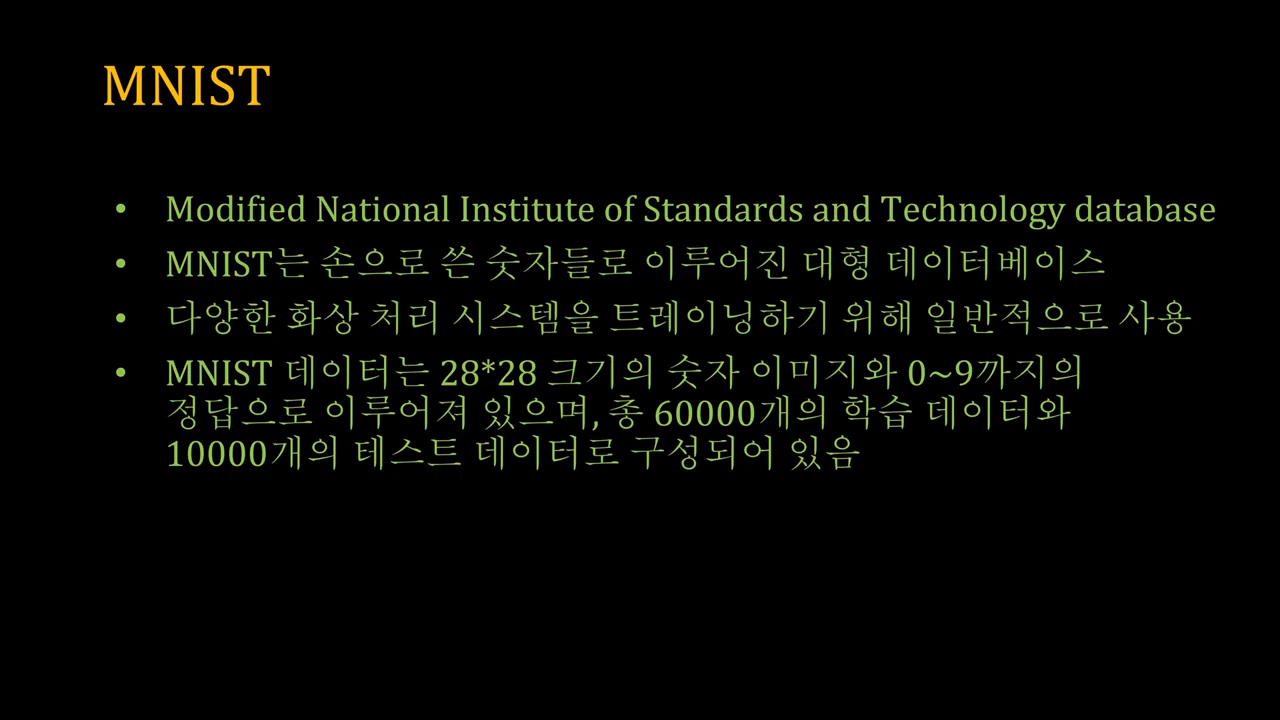 MNIST
• Modified National Institute of Standards and Technology database
• MNIST는 손으로 쓴 숫자들로 이루어진 대형 데이터베이스
• 다양한 화상 처리 시스템을 트레이닝하기 위해 일반적으로 사용
• MNIST 데이터는 28*28 크기의 숫자 이미지와 0~9까지의
정답으로 이루어져 있으며, 총 60000개의 학습 데이터와
10000개의 테스트 데이터로 구성되어 있음